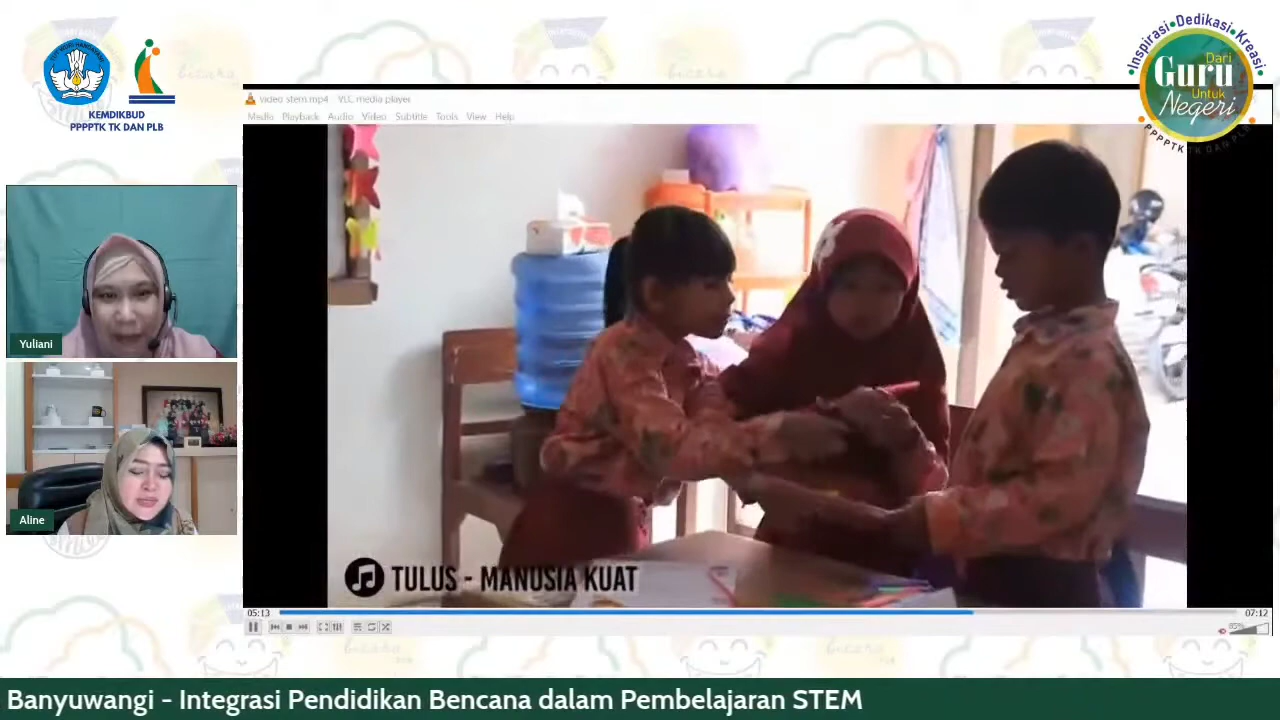 KEMDIKBUD
PPPPTK TK DAN PLB
Inspirasi•Dedikasi•Kreasi
Dari
Guru
Untuk
Negeri
PPPPTK TK DAN PLB
video stem.mp4 - VLC media player
Media Playback Audio Video Subtitle Tools View Help
Yuliani
Aline
TULUS - MANUSIA KUAT
05:13
07:12
Banyuwangi - Integrasi Pendidikan Bencana dalam Pembelajaran STEM